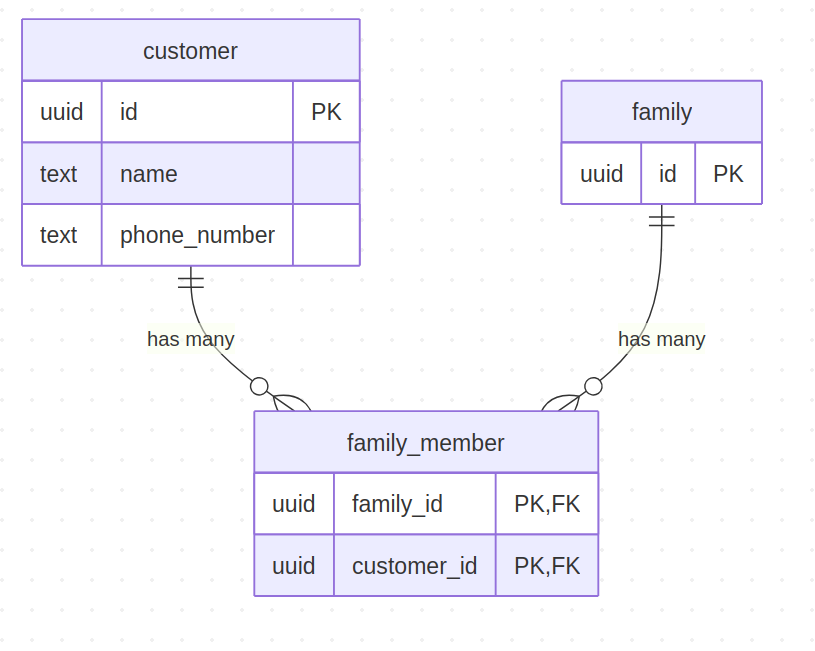 customer
uuid id PK
text name
text phone_number
family
uuid id PK
has many
has many
family_member
uuid family_id PK,FK
uuid customer_id PK,FK